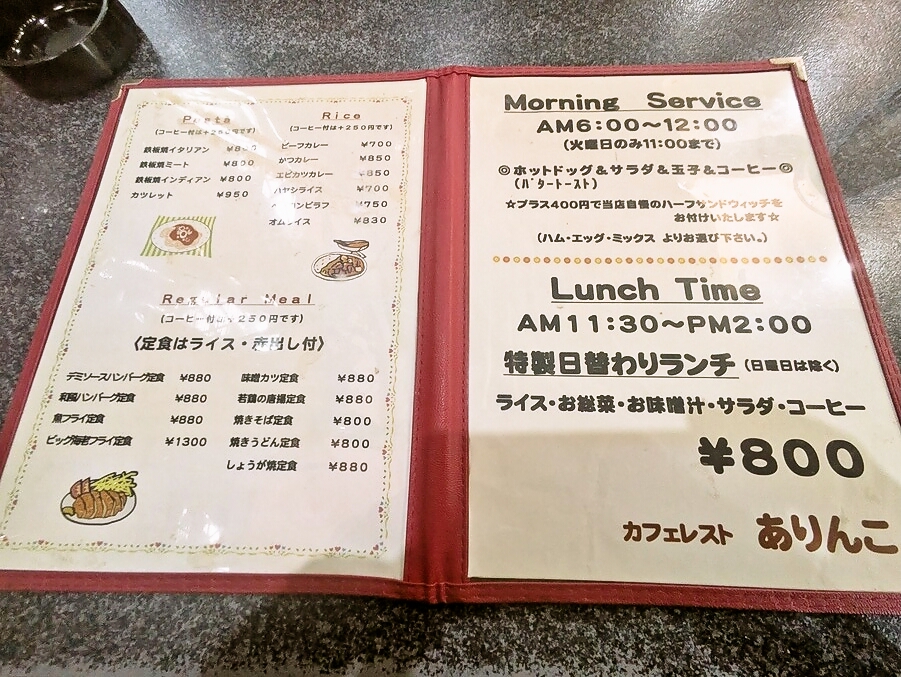 Pasta
(コーヒー付は+250円です)
鉄板焼イタリアン ¥800
鉄板焼ミート ¥800
鉄板焼インディアン ¥800
カツレット ¥950
Rice
(コーヒー付は+250円です)
ビーフカレー ¥700
かつカレー ¥850
エビカツカレー ¥850
ハヤシライス ¥700
ピラフ ¥750
オムライス ¥830
Regular Meal
(コーヒー付は+250円です)
〈定食はライス・赤出し付〉
デミソースハンバーグ定食 ¥880
和風ハンバーグ定食 ¥880
魚フライ定食 ¥880
ビッグ海老フライ定食 ¥1300
味噌カツ定食 ¥880
若鶏の唐揚定食 ¥880
焼きそば定食 ¥800
焼きうどん定食 ¥800
しょうが焼定食 ¥880
Morning Service
AM6:00〜12:00
(火曜日のみ11:00まで)
◎ホットドッグ&サラダ&玉子&コーヒー◎
(バタートースト)
☆プラス400円で当店自慢のハーフサンドウィッチを
お付けいたします☆
(ハム・エッグ・ミックス よりお選び下さい。)
Lunch Time
AM11:30〜PM2:00
特製日替わりランチ (日曜日は除く)
ライス・お総菜・お味噌汁・サラダ・コーヒー
¥800
カフェレスト ありんこ